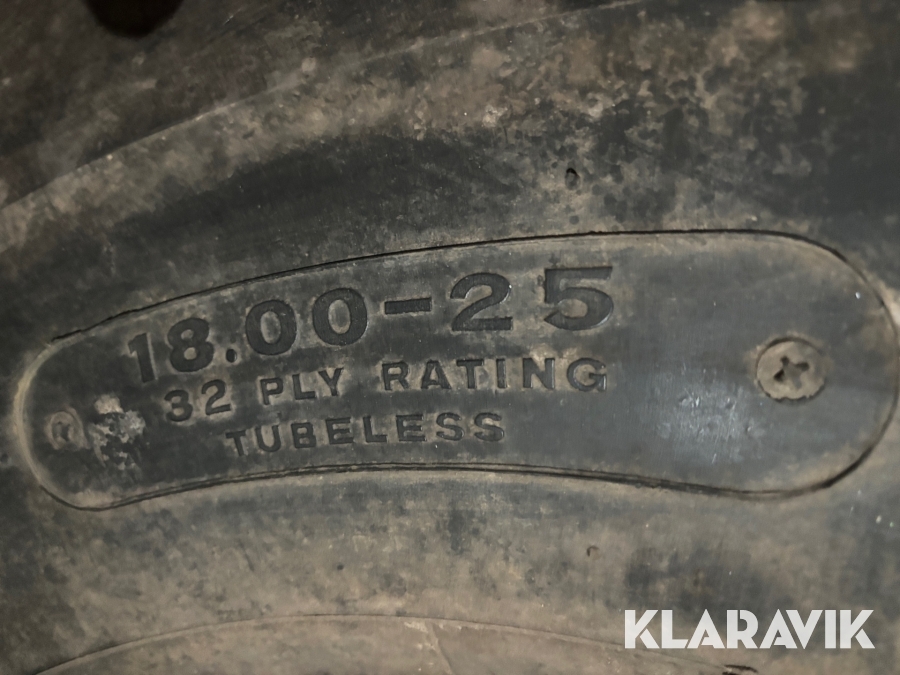 18.00-25
32 PLY RATING
TUBELESS
KLARAVIK